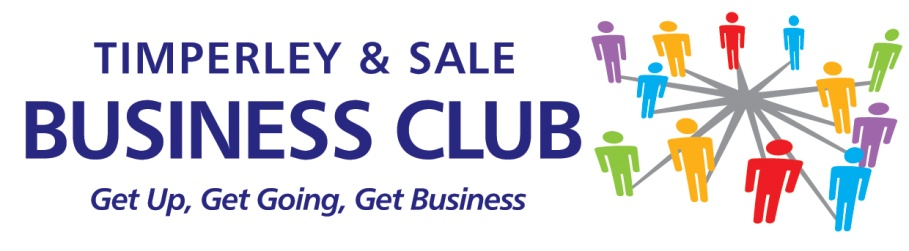 TIMPERLEY & SALE
BUSINESS CLUB
Get Up, Get Going, Get Business